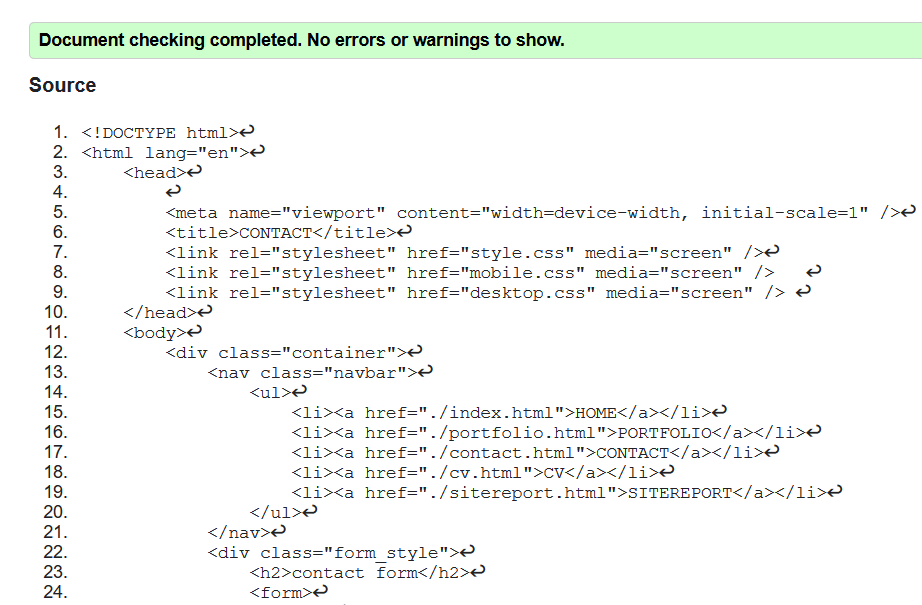 Document checking completed. No errors or warnings to show.
Source
1. <!DOCTYPE html>↩
2. <html lang="en">↩
3. <head>↩
4. ↩
5. <meta name="viewport" content="width=device-width, initial-scale=1" />↩
6. <title>CONTACT</title>↩
7. <link rel="stylesheet" href="style.css" media="screen" />↩
8. <link rel="stylesheet" href="mobile.css" media="screen" /> ↩
9. <link rel="stylesheet" href="desktop.css" media="screen" /> ↩
10. </head>↩
11. <body>↩
12. <div class="container">↩
13. <nav class="navbar">↩
14. <ul>↩
15. <li><a href="./index.html">HOME</a></li>↩
16. <li><a href="./portfolio.html">PORTFOLIO</a></li>↩
17. <li><a href="./contact.html">CONTACT</a></li>↩
18. <li><a href="./cv.html">CV</a></li>↩
19. <li><a href="./sitereport.html">SITEREPORT</a></li>↩
20. </ul>↩
21. </nav>↩
22. <div class="form_style">↩
23. <h2>contact form</h2>↩
24. <form>↩